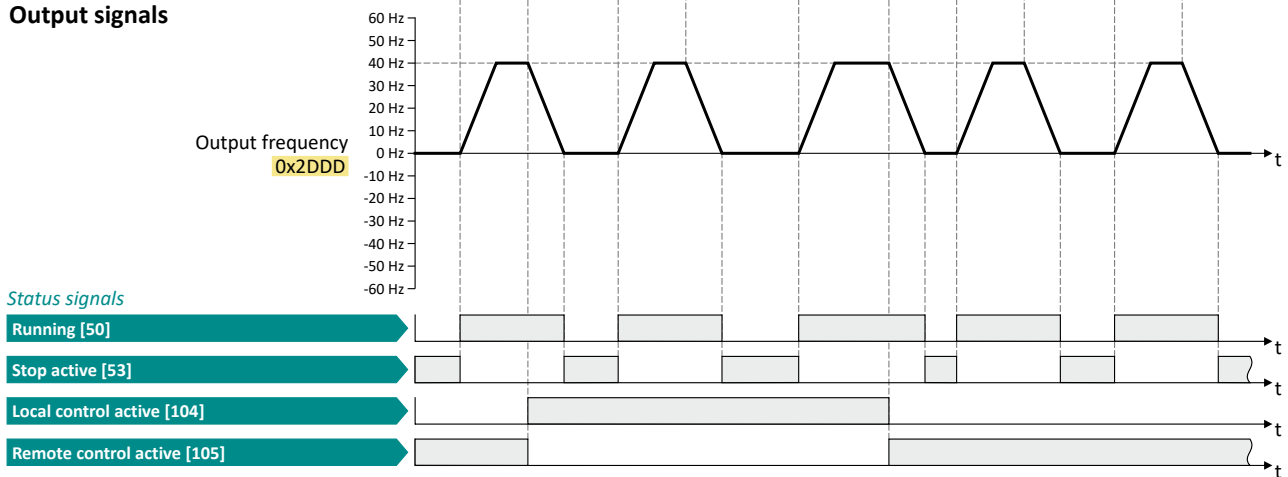 Output signals
60 Hz
50 Hz
40 Hz
30 Hz
20 Hz
10 Hz
0 Hz
-10 Hz
-20 Hz
-30 Hz
-40 Hz
-50 Hz
-60 Hz
Output frequency
0x2DDD
t
Status signals
Running [50]
t
Stop active [53]
t
Local control active [104]
t
Remote control active [105]
t